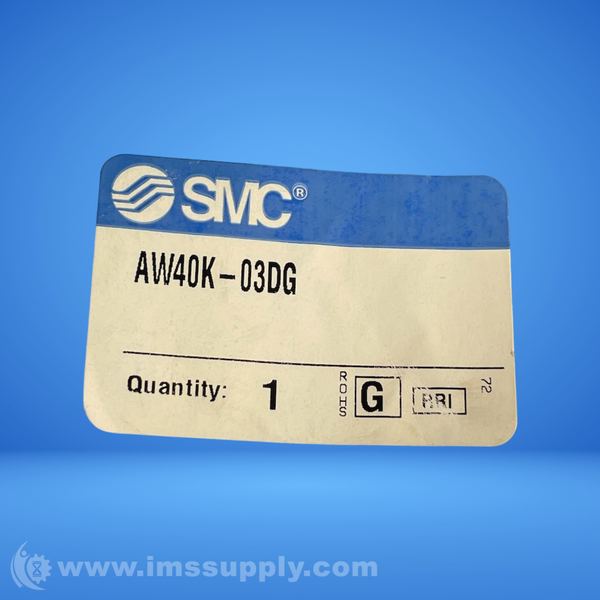 SMC®
AW40K-03DG
Quantity: 1
ROHS
G
RRI
72
www.imssupply.com